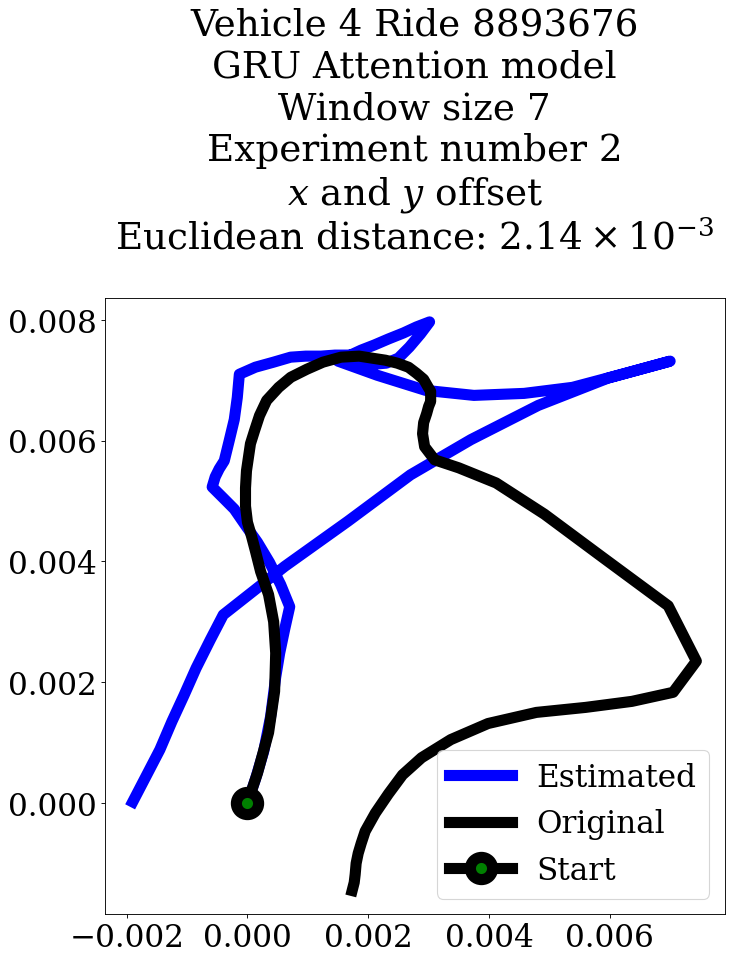 Vehicle 4 Ride 8893676
GRU Attention model
Window size 7
Experiment number 2
x and y offset
Euclidean distance: 2.14 × 10⁻³
0.008
0.006
0.004
0.002
0.000
Estimated
Original
Start
−0.002 0.000 0.002 0.004 0.006